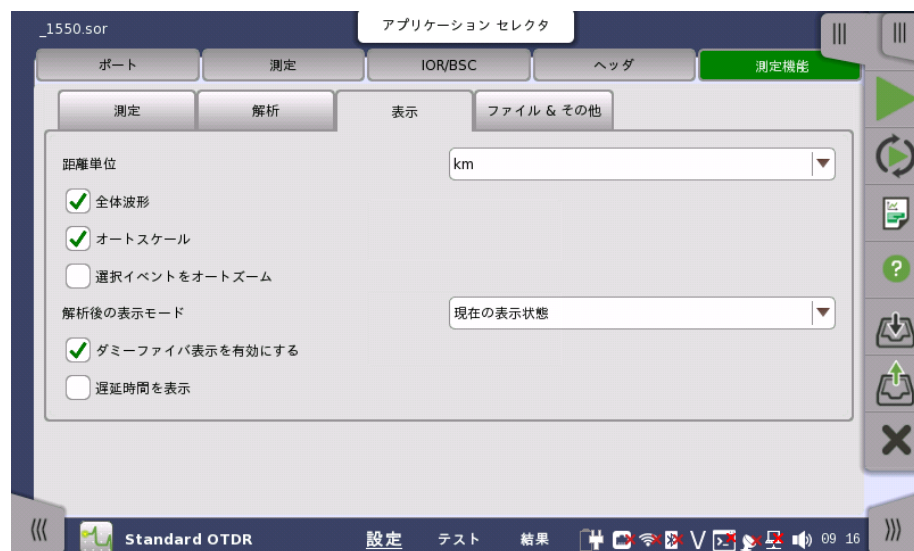 _1550.sor
アプリケーション セレクタ
ポート 測定 IOR/BSC ヘッダ 測定機能
測定 解析 表示 ファイル & その他
距離単位 km
全体波形
オートスケール
選択イベントをオートズーム
解析後の表示モード 現在の表示状態
ダミーファイバ表示を有効にする
遅延時間を表示
Standard OTDR 設定 テスト 結果 09 16